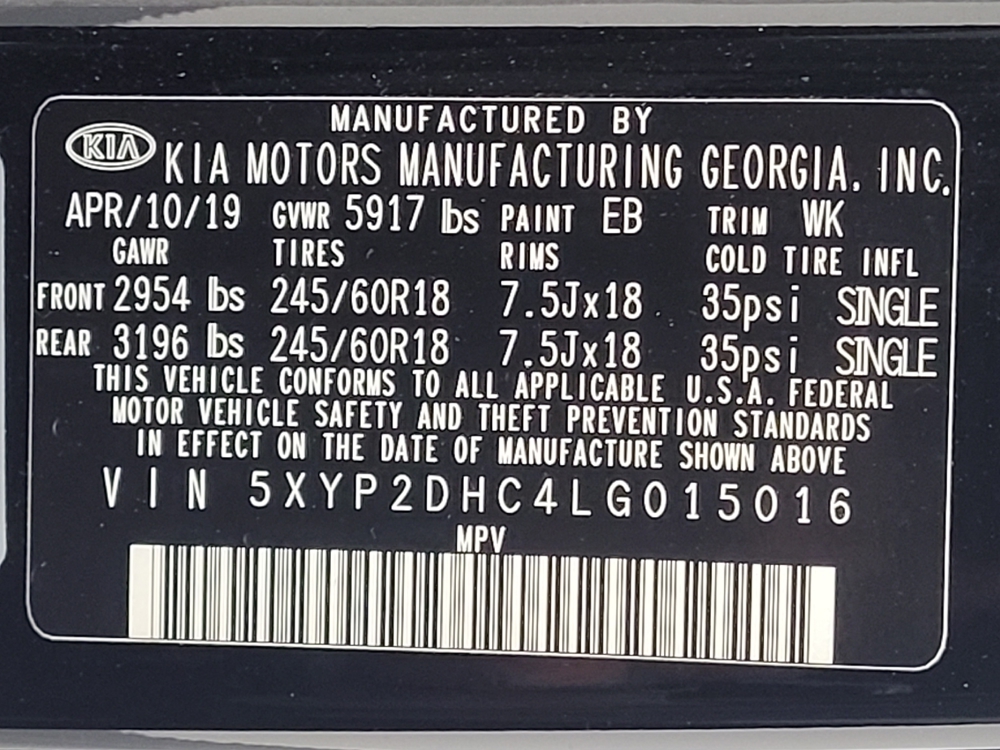 MANUFACTURED BY
KIA KIA MOTORS MANUFACTURING GEORGIA. INC.
APR/10/19 GVWR 5917 lbs PAINT EB TRIM WK
GAWR TIRES RIMS COLD TIRE INFL
FRONT 2954 lbs 245/60R18 7.5Jx18 35psi SINGLE
REAR 3196 lbs 245/60R18 7.5Jx18 35psi SINGLE
THIS VEHICLE CONFORMS TO ALL APPLICABLE U.S.A. FEDERAL
MOTOR VEHICLE SAFETY AND THEFT PREVENTION STANDARDS
IN EFFECT ON THE DATE OF MANUFACTURE SHOWN ABOVE
VIN 5XYP2DHC4LG015016
MPV